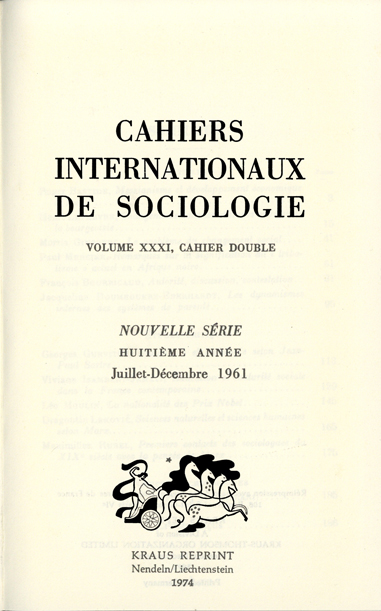 CAHIERS
INTERNATIONAUX
DE SOCIOLOGIE
VOLUME XXXI, CAHIER DOUBLE
NOUVELLE SÉRIE
HUITIÈME ANNÉE
Juillet-Décembre 1961
KRAUS REPRINT
Nendeln/Liechtenstein
1974